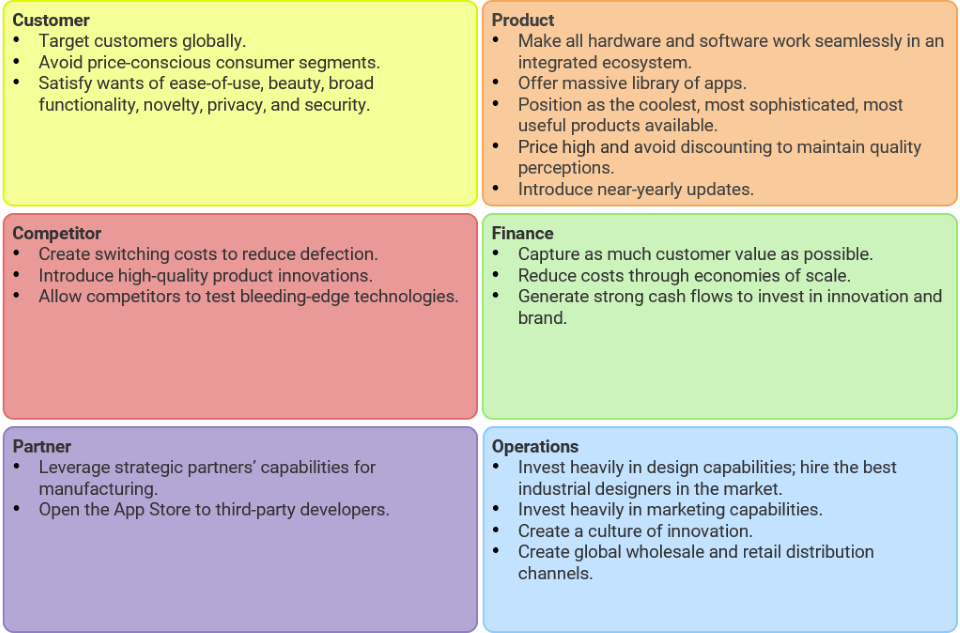 Customer
• Target customers globally.
• Avoid price-conscious consumer segments.
• Satisfy wants of ease-of-use, beauty, broad
functionality, novelty, privacy, and security.
Product
• Make all hardware and software work seamlessly in an
integrated ecosystem.
• Offer massive library of apps.
• Position as the coolest, most sophisticated, most
useful products available.
• Price high and avoid discounting to maintain quality
perceptions.
• Introduce near-yearly updates.
Competitor
• Create switching costs to reduce defection.
• Introduce high-quality product innovations.
• Allow competitors to test bleeding-edge technologies.
Finance
• Capture as much customer value as possible.
• Reduce costs through economies of scale.
• Generate strong cash flows to invest in innovation and
brand.
Partner
• Leverage strategic partners’ capabilities for
manufacturing.
• Open the App Store to third-party developers.
Operations
• Invest heavily in design capabilities; hire the best
industrial designers in the market.
• Invest heavily in marketing capabilities.
• Create a culture of innovation.
• Create global wholesale and retail distribution
channels.